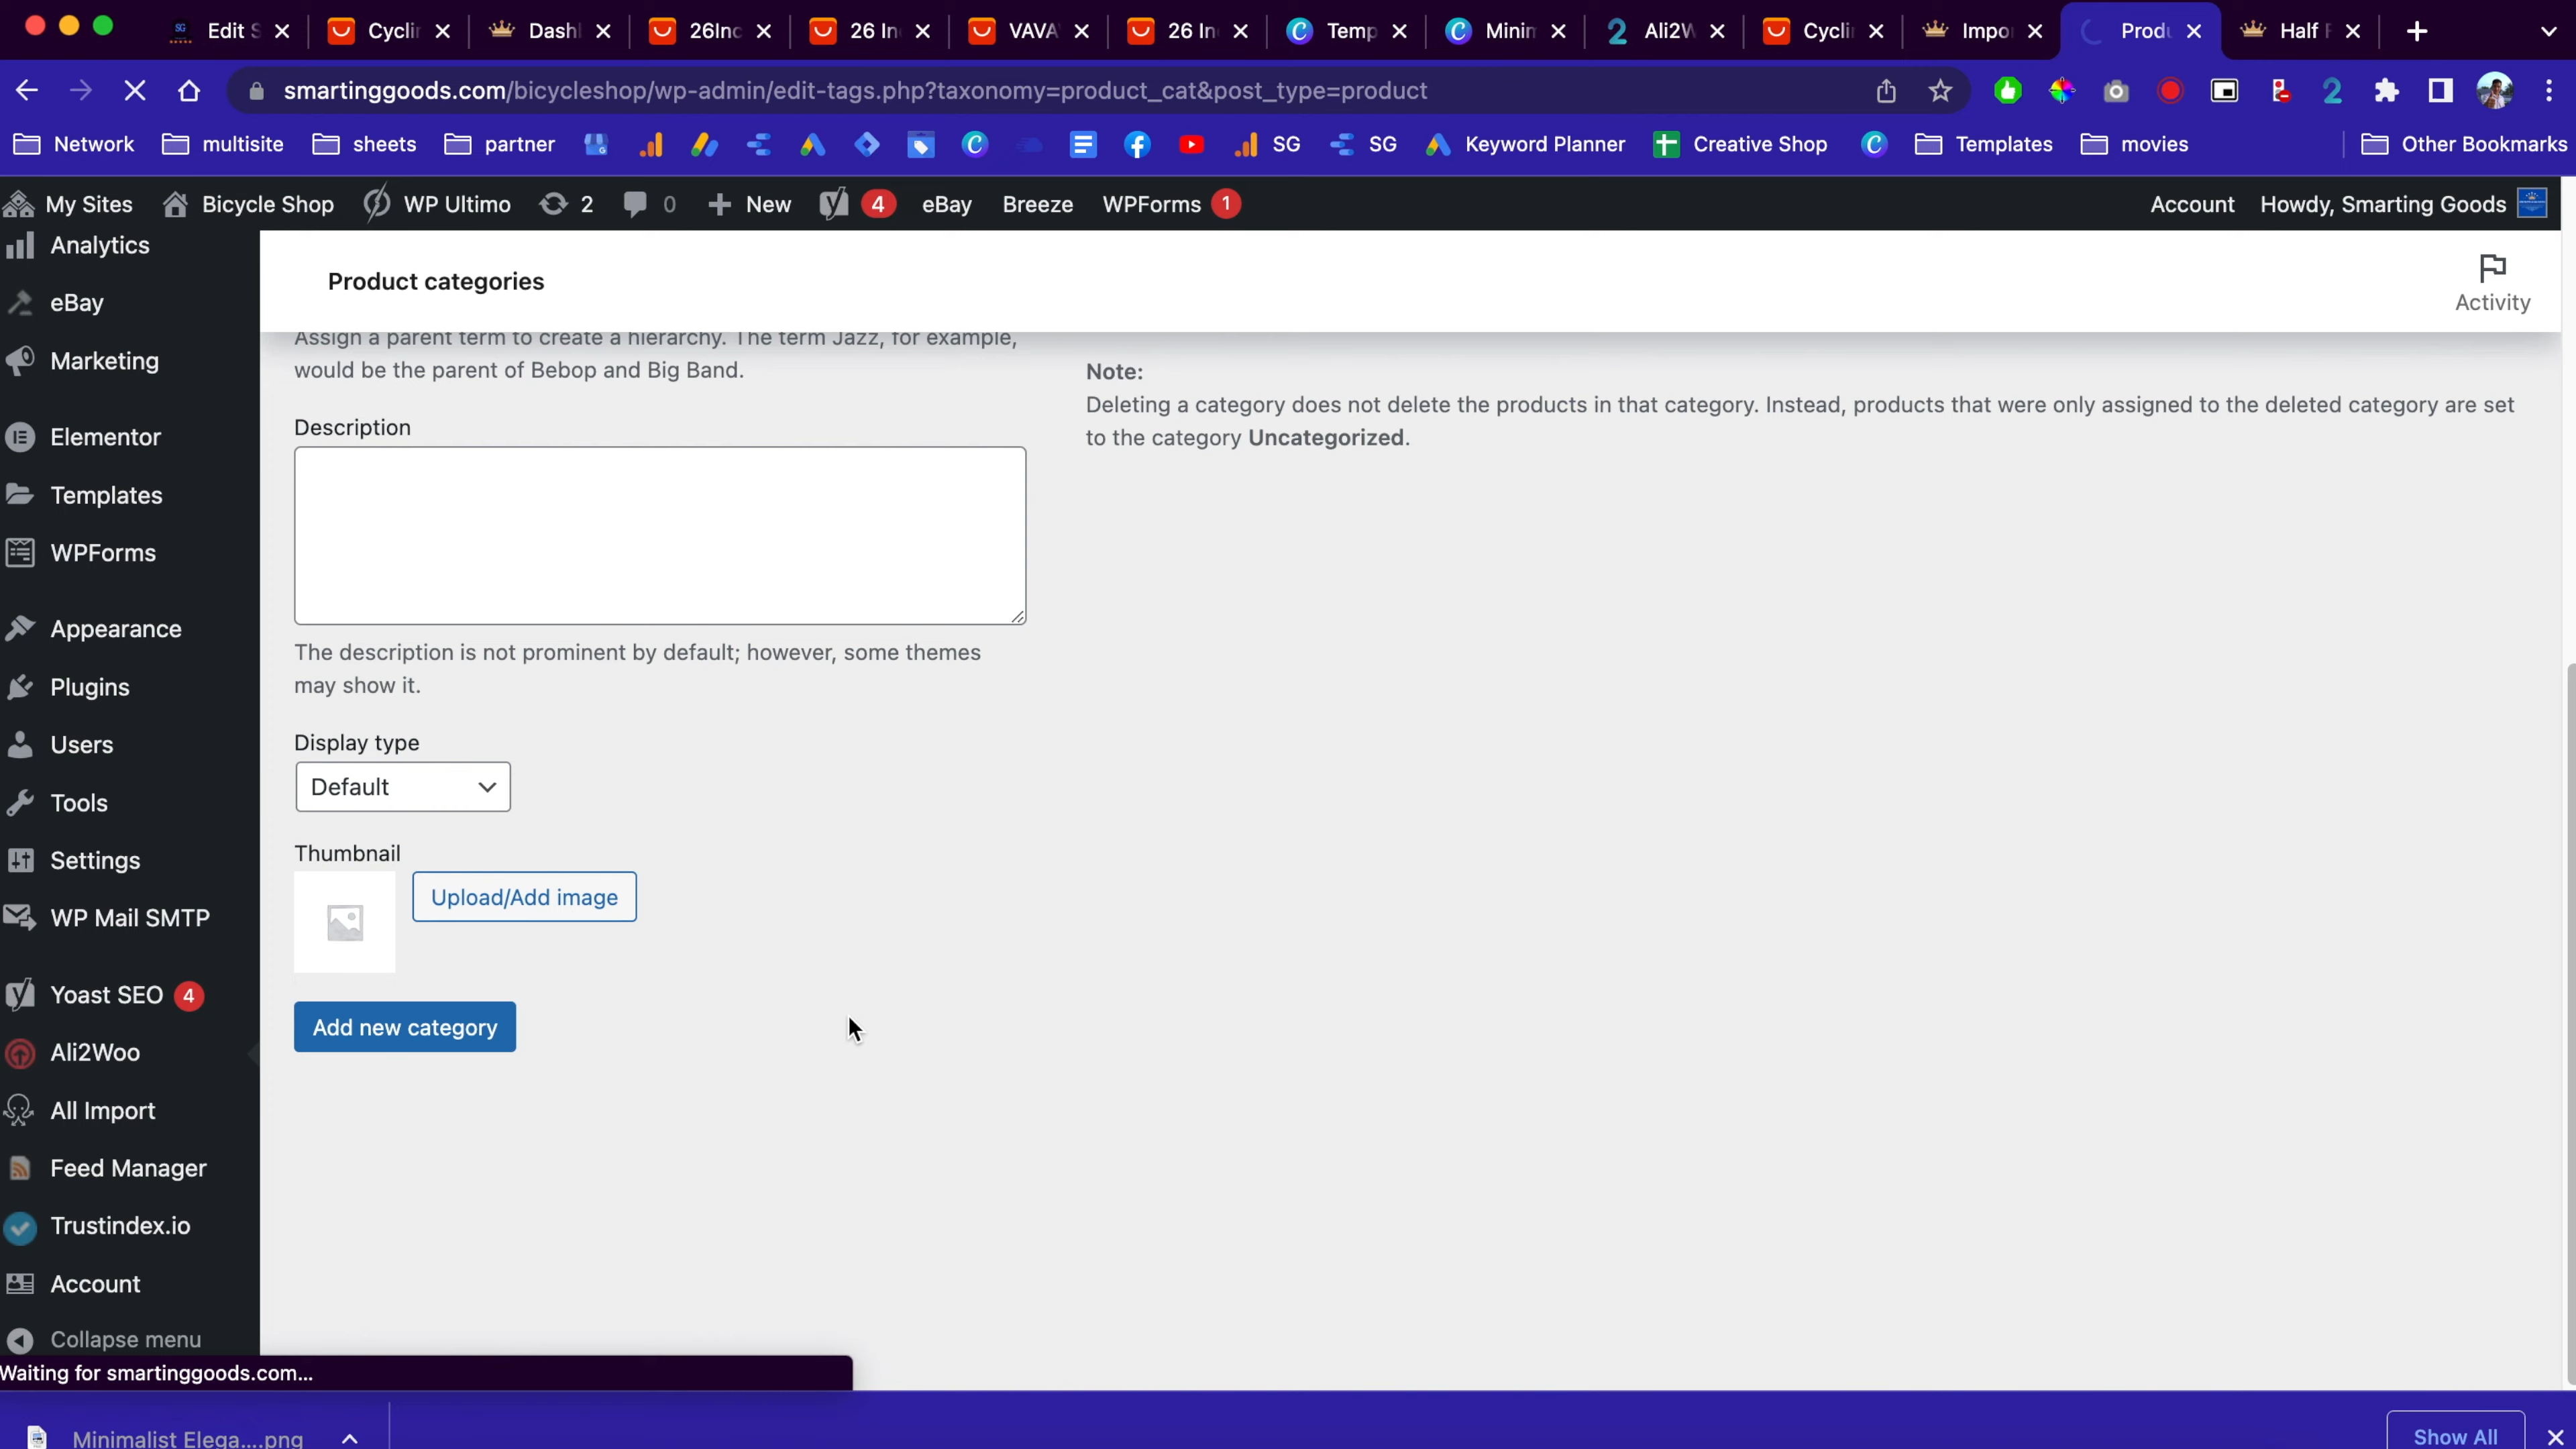 Edit S
Cyclin
Dashb
26Inc
26 In
VAVA
26 In
Temp
Minim
Ali2W
Cyclin
Impor
Produ
Half F
smartinggoods.com/bicycleshop/wp-admin/edit-tags.php?taxonomy=product_cat&post_type=product
Network
multisite
sheets
partner
SG
SG
Keyword Planner
Creative Shop
Templates
movies
Other Bookmarks
My Sites
Bicycle Shop
WP Ultimo
2
0
New
4
eBay
Breeze
WPForms 1
Account
Howdy, Smarting Goods
Analytics
eBay
Marketing
Elementor
Templates
WPForms
Appearance
Plugins
Users
Tools
Settings
WP Mail SMTP
Yoast SEO 4
Ali2Woo
All Import
Feed Manager
Trustindex.io
Account
Collapse menu
Product categories
Activity
Assign a parent term to create a hierarchy. The term Jazz, for example,
would be the parent of Bebop and Big Band.
Description
The description is not prominent by default; however, some themes
may show it.
Display type
Default
Thumbnail
Upload/Add image
Add new category
Note:
Deleting a category does not delete the products in that category. Instead, products that were only assigned to the deleted category are set
to the category Uncategorized.
Waiting for smartinggoods.com...
Minimalist Elega....png
Show All